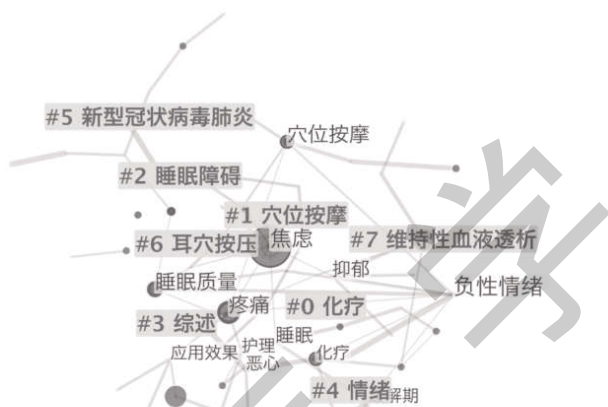 #5 新型冠状病毒肺炎
穴位按摩
#2 睡眠障碍
#1 穴位按摩
#6 耳穴按压
焦虑
#7 维持性血液透析
抑郁
睡眠质量
负性情绪
疼痛
#0 化疗
#3 综述
睡眠
应用效果
护理
恶心
化疗
#4 情绪
解期
学